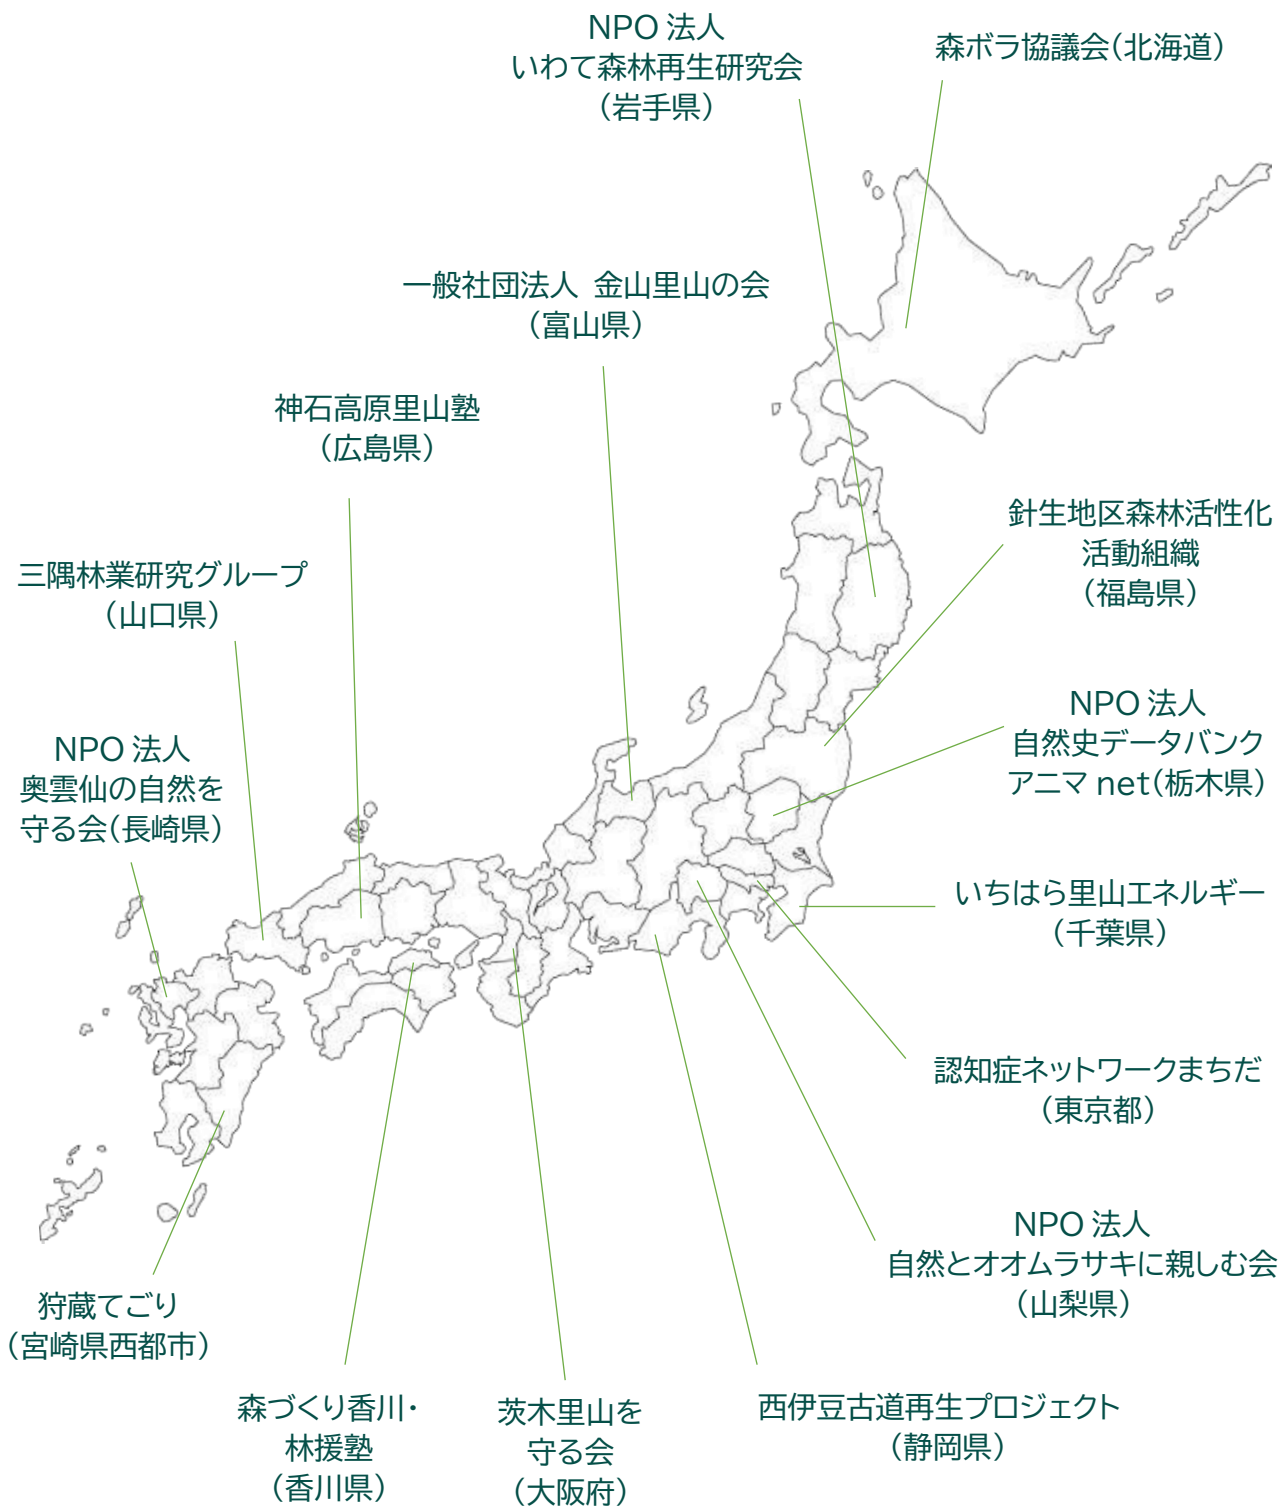 NPO 法人
いわて森林再生研究会
（岩手県）
森ボラ協議会（北海道）
一般社団法人 金山里山の会
（富山県）
神石高原里山塾
（広島県）
針生地区森林活性化
活動組織
（福島県）
三隅林業研究グループ
（山口県）
NPO 法人
自然史データバンク
アニマ net（栃木県）
NPO 法人
奥雲仙の自然を
守る会（長崎県）
いちはら里山エネルギー
（千葉県）
認知症ネットワークまちだ
（東京都）
NPO 法人
自然とオオムラサキに親しむ会
（山梨県）
狩蔵てごり
（宮崎県西都市）
森づくり香川・
林援塾
（香川県）
茨木里山を
守る会
（大阪府）
西伊豆古道再生プロジェクト
（静岡県）